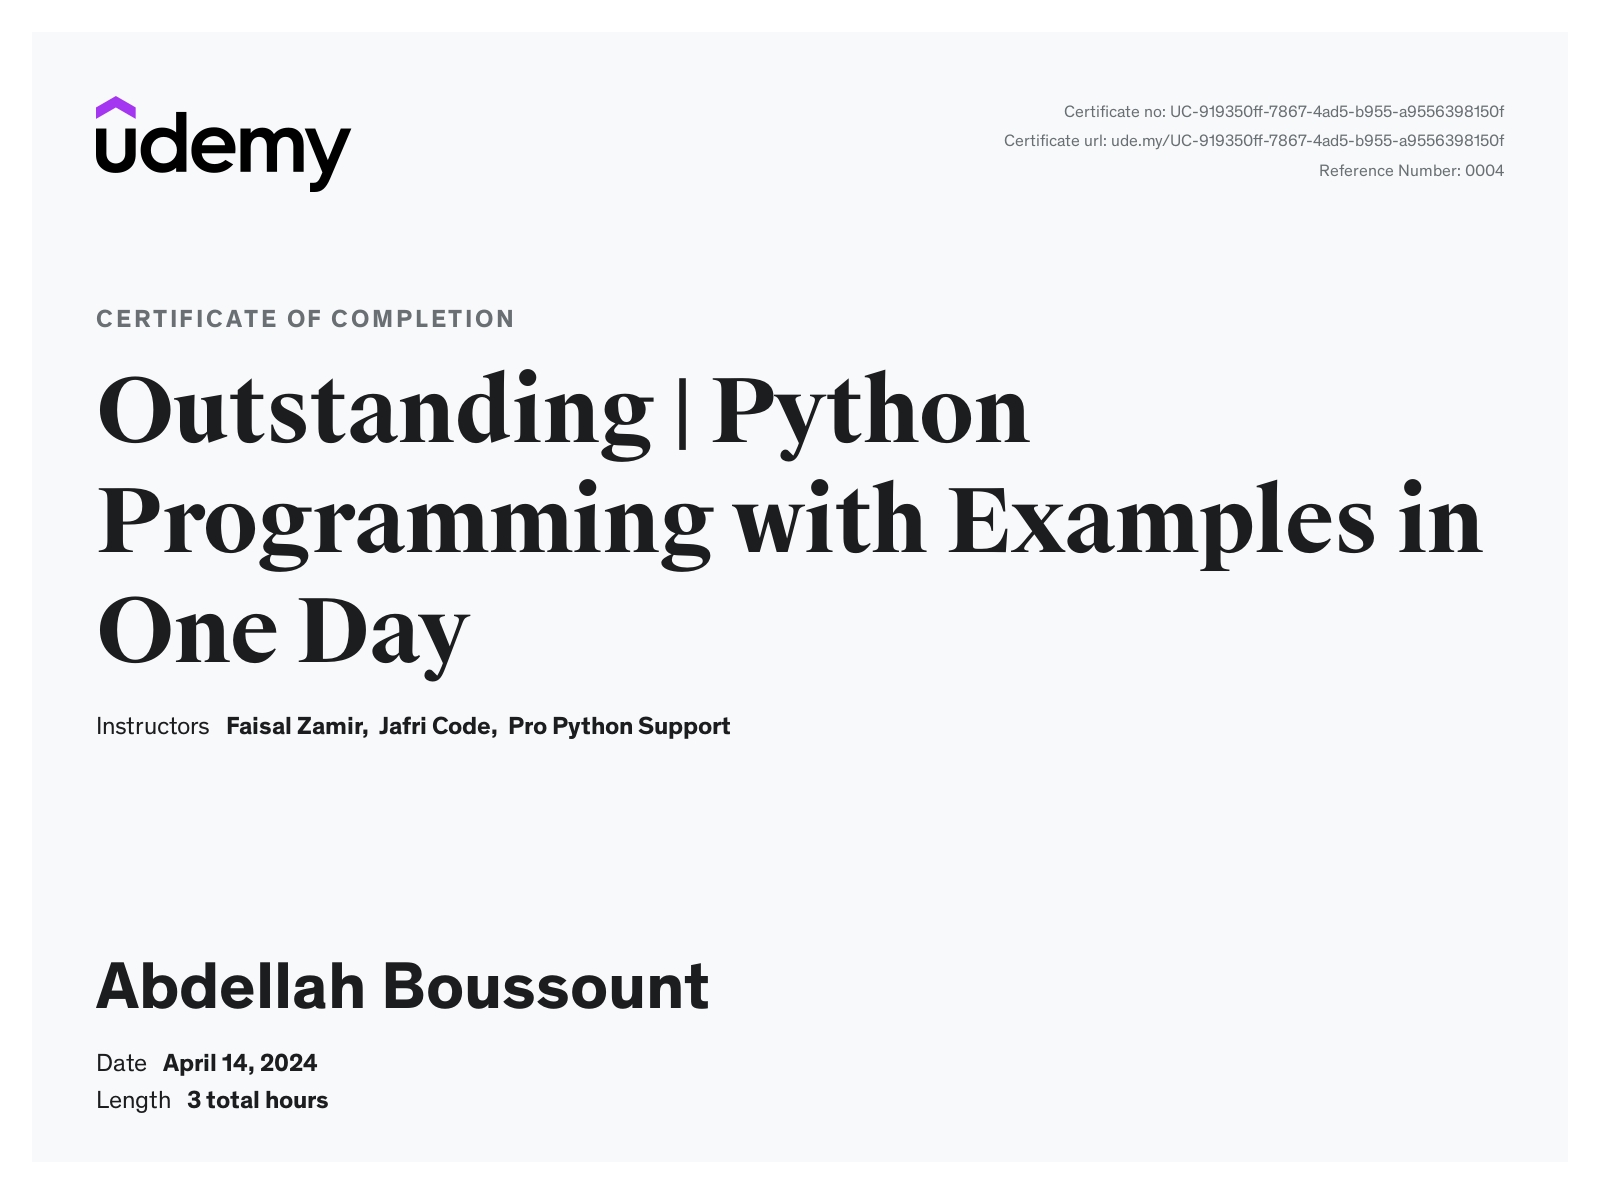 udemy
Certificate no: UC-919350ff-7867-4ad5-b955-a9556398150f
Certificate url: ude.my/UC-919350ff-7867-4ad5-b955-a9556398150f
Reference Number: 0004
CERTIFICATE OF COMPLETION
Outstanding | Python
Programming with Examples in
One Day
Instructors Faisal Zamir, Jafri Code, Pro Python Support
Abdellah Boussount
Date April 14, 2024
Length 3 total hours